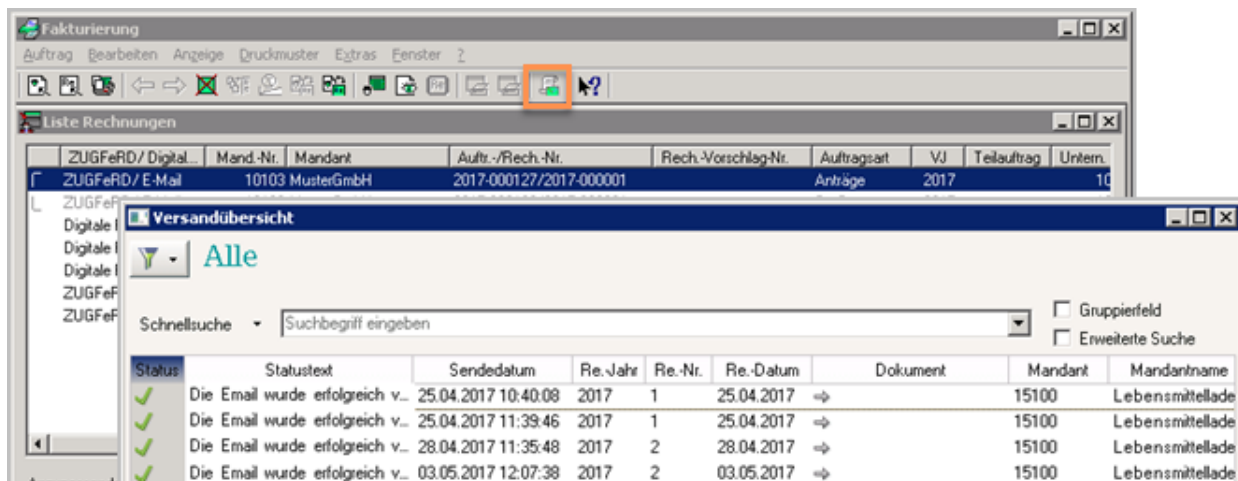 Fakturierung
Auftrag Bearbeiten Anzeige Druckmuster Extras Fenster ?
Liste Rechnungen
ZUGFeRD/ Digital... Mand.-Nr. Mandant Auftr.-/Rech.-Nr. Rech.-Vorschlag-Nr. Auftragsart VJ Teilauftrag Untern.
ZUGFeRD/ E-Mail 10103 MusterGmbH 2017-000127/2017-000001 Anträge 2017 10
Digitale
Digitale
Digitale
Versandübersicht
Alle
Schnellsuche Suchbegriff eingeben
Gruppierfeld
Erweiterte Suche
Status Statustext Sendedatum Re.-Jahr Re.-Nr. Re.-Datum Dokument Mandant Mandantname
Die Email wurde erfolgreich v... 25.04.2017 10:40:08 2017 1 25.04.2017 ⇨ 15100 Lebensmittellade
Die Email wurde erfolgreich v... 25.04.2017 11:39:46 2017 1 25.04.2017 ⇨ 15100 Lebensmittellade
Die Email wurde erfolgreich v... 28.04.2017 11:35:48 2017 2 28.04.2017 ⇨ 15100 Lebensmittellade
Die Email wurde erfolgreich v... 03.05.2017 12:07:38 2017 2 03.05.2017 ⇨ 15100 Lebensmittellade